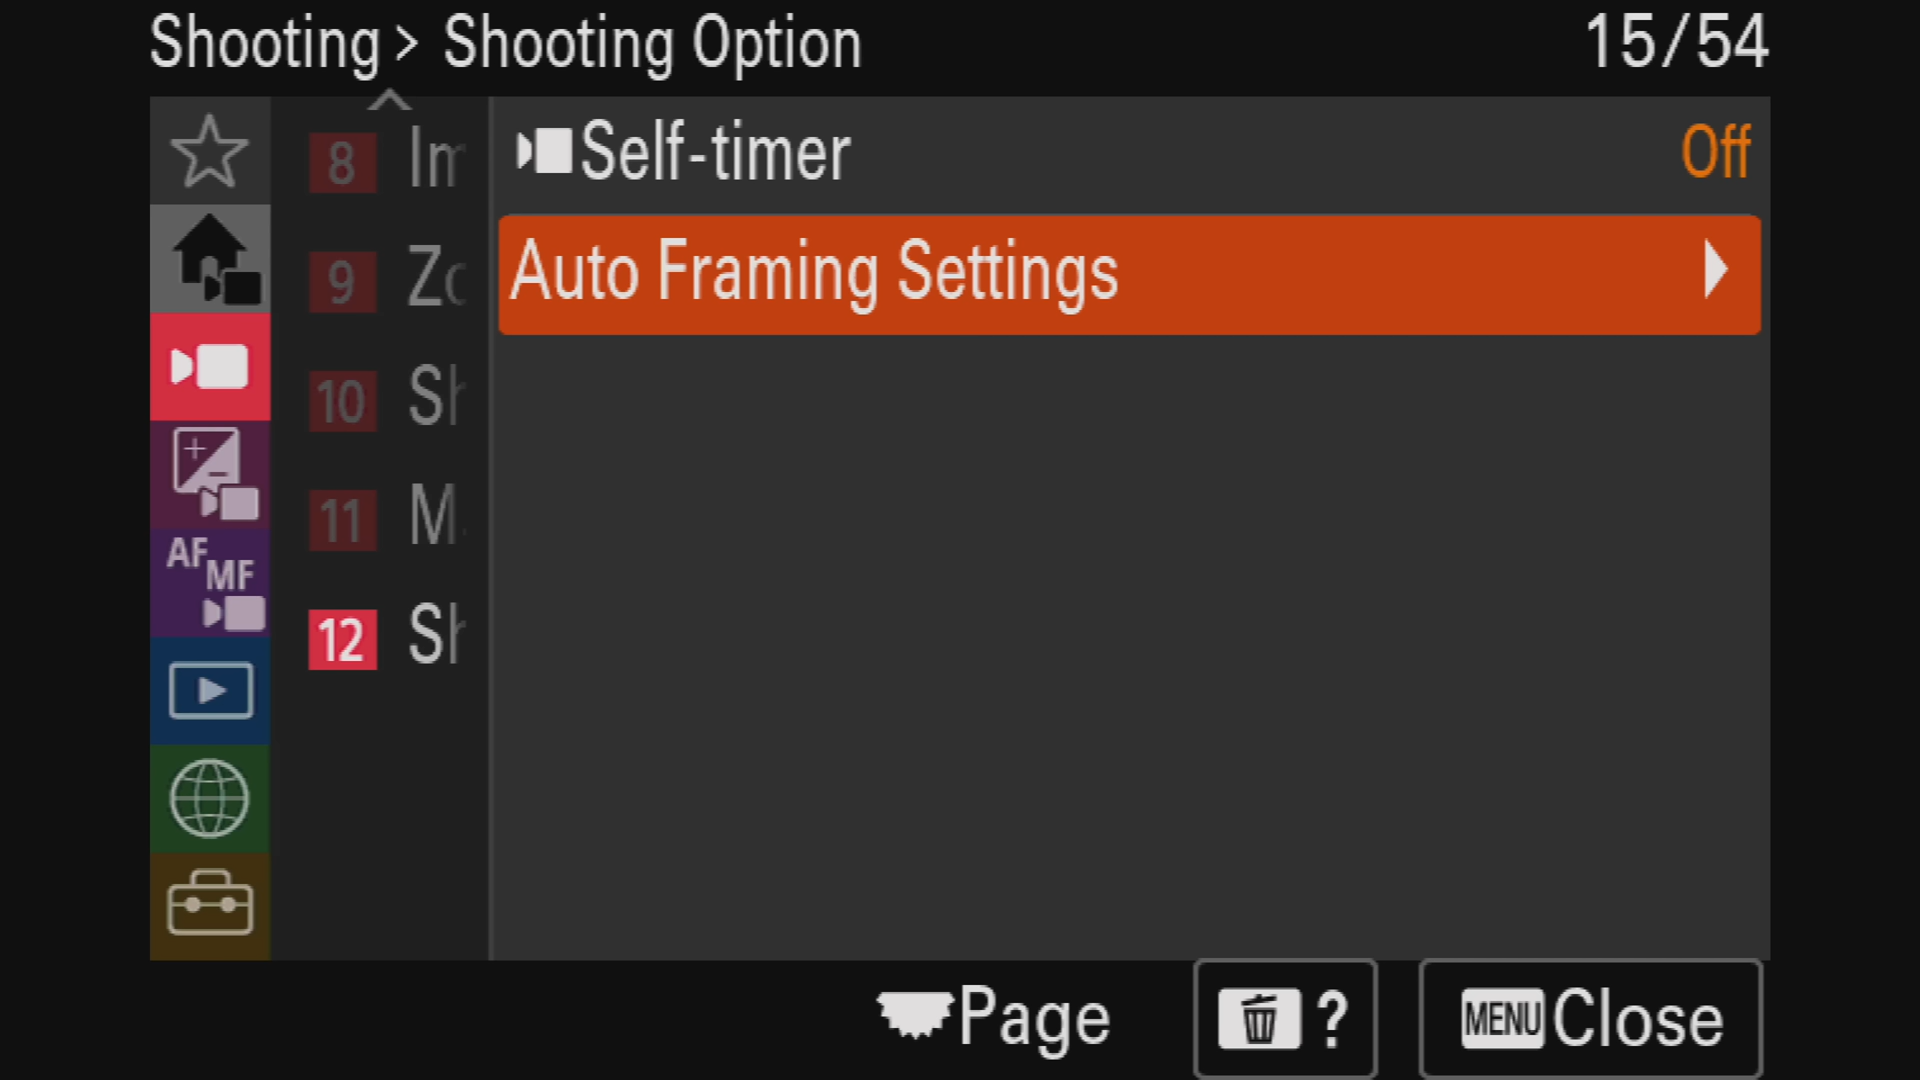 Shooting > Shooting Option 15/54
8
Self-timer Off
9
Auto Framing Settings
10
11
12
AF MF
Page
?
MENU Close